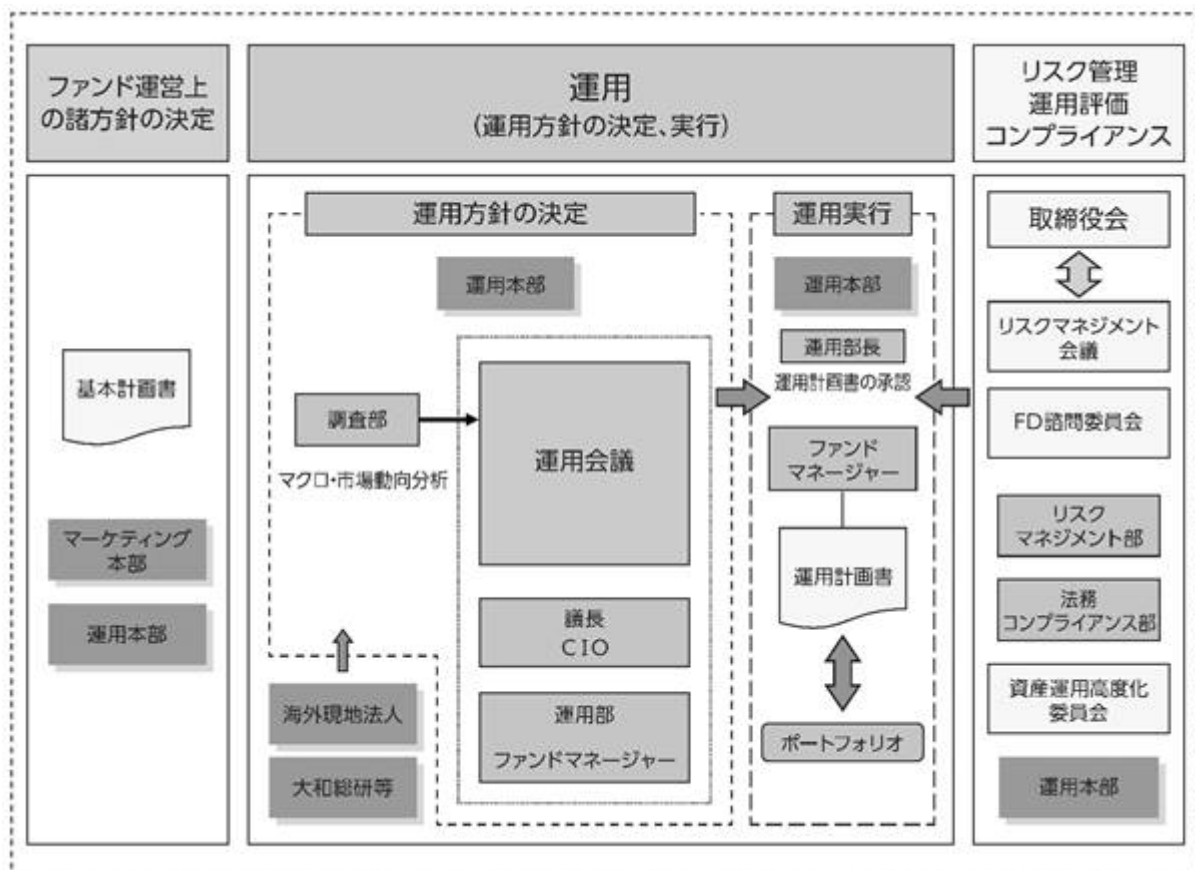 ファンド運営上
の諸方針の決定
運用
(運用方針の決定、実行)
リスク管理
運用評価
コンプライアンス
基本計画書
マーケティング
本部
運用本部
運用方針の決定
運用本部
調査部
マクロ・市場動向分析
運用会議
議長
CIO
運用部
ファンドマネージャー
海外現地法人
大和総研等
運用実行
運用本部
運用部長
運用計画書の承認
ファンド
マネージャー
運用計画書
ポートフォリオ
取締役会
リスクマネジメント
会議
FD諮問委員会
リスク
マネジメント部
法務
コンプライアンス部
資産運用高度化
委員会
運用本部